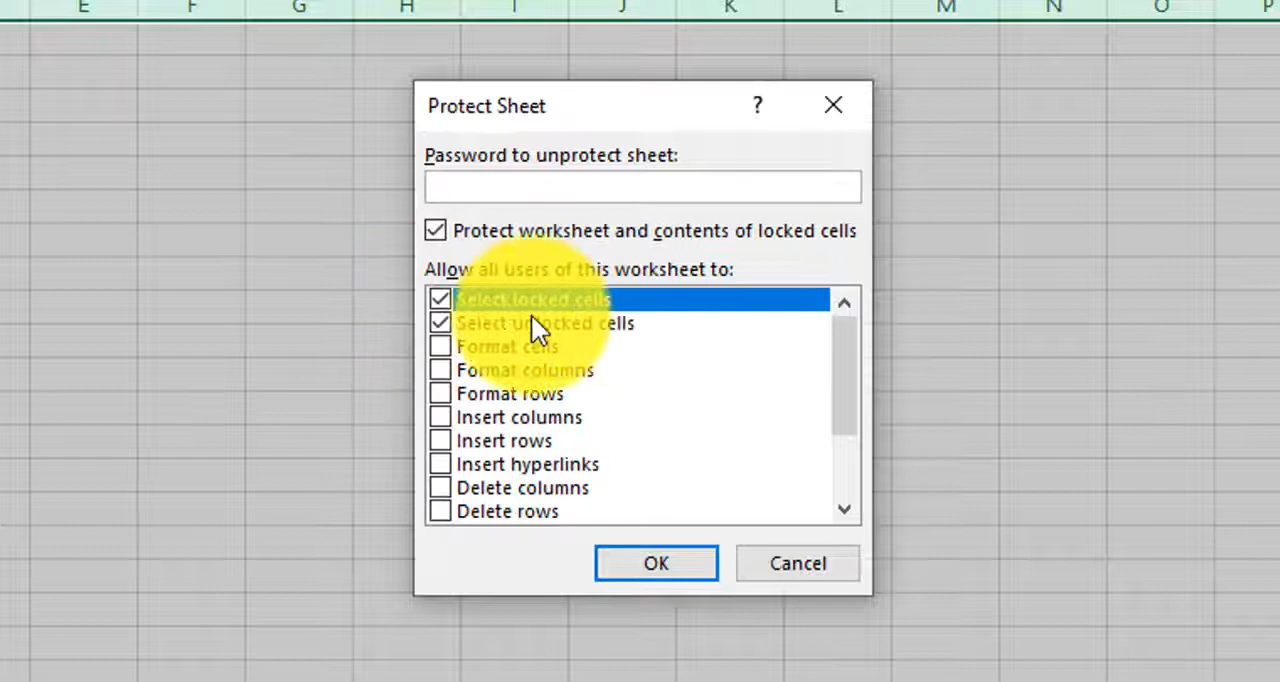 E F G H I J K L M N O P
Protect Sheet ? 
Password to unprotect sheet:
Protect worksheet and contents of locked cells
Allow all users of this worksheet to:
Select locked cells
Select unlocked cells
Format cells
Format columns
Format rows
Insert columns
Insert rows
Insert hyperlinks
Delete columns
Delete rows
OK Cancel